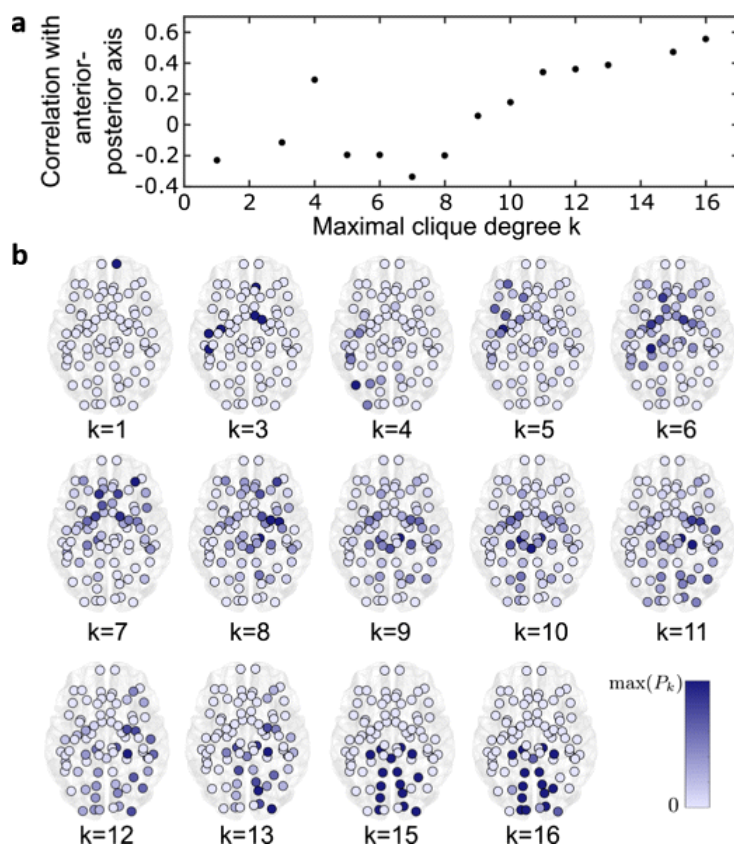 a
Correlation with
anterior-
posterior axis
0.6
0.4
0.2
0
-0.2
-0.4
0 2 4 6 8 10 12 14 16
Maximal clique degree k
b
k=1 k=3 k=4 k=5 k=6
k=7 k=8 k=9 k=10 k=11
max(Pk)
0
k=12 k=13 k=15 k=16